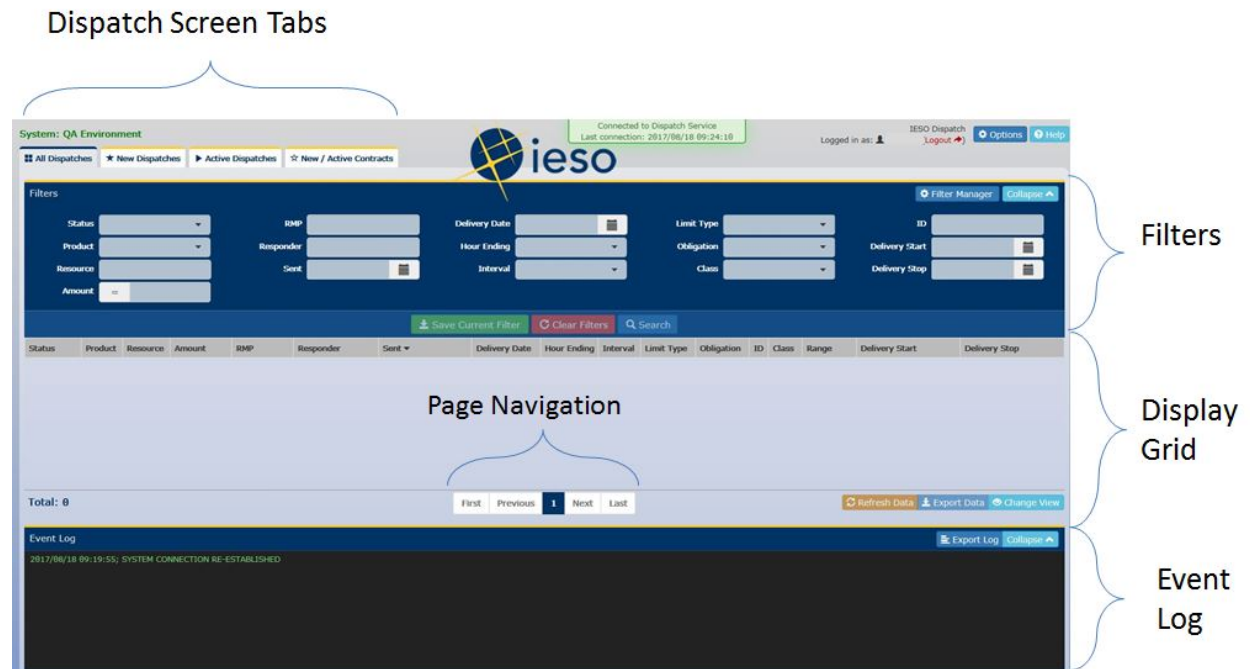 Dispatch Screen Tabs
System: QA Environment
Connected to Dispatch Service
Last connection: 2017/08/18 09:24:10
Logged in as:
IESO Dispatch
(Logout)
Options
Help
All Dispatches
New Dispatches
Active Dispatches
New / Active Contracts
ieso
Filters
Filter Manager
Collapse
Status
RMP
Delivery Date
Limit Type
ID
Product
Responder
Hour Ending
Obligation
Delivery Start
Resource
Sent
Interval
Class
Delivery Stop
Amount
=
Save Current Filter
Clear Filters
Search
Filters
Status Product Resource Amount RMP Responder Sent Delivery Date Hour Ending Interval Limit Type Obligation ID Class Range Delivery Start Delivery Stop
Page Navigation
Display
Grid
Total: 0
First Previous 1 Next Last
Refresh Data
Export Data
Change View
Event Log
Export Log
Collapse
2017/08/18 09:19:55; SYSTEM CONNECTION RE-ESTABLISHED
Event
Log